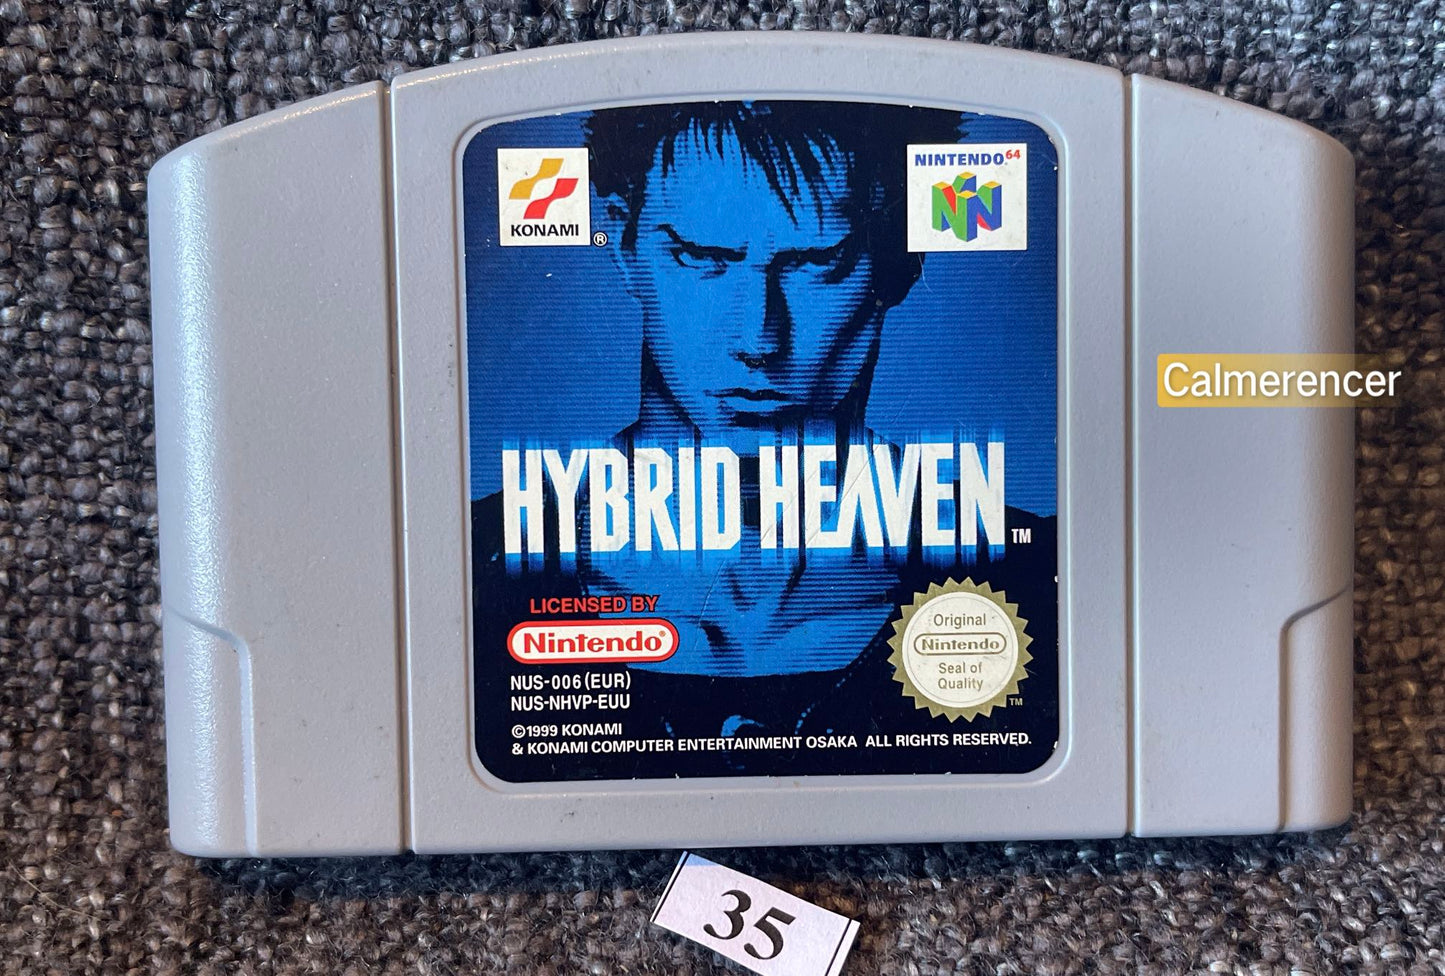 KONAMI ®
NINTENDO64
Calmerencer
HYBRID HEAVEN TM
LICENSED BY
Nintendo®
NUS-006 (EUR)
NUS-NHVP-EUU
©1999 KONAMI
& KONAMI COMPUTER ENTERTAINMENT OSAKA ALL RIGHTS RESERVED.
Original
Nintendo
Seal of
Quality
TM
35